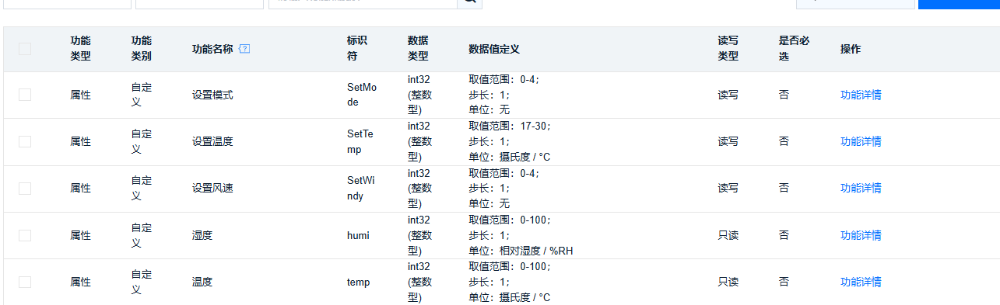 功能类型 功能类别 功能名称 标识符 数据类型 数据值定义 读写类型 是否必选 操作
属性 自定义 设置模式 SetMode int32(整数型) 取值范围：0-4;
步长：1;
单位：无 读写 否 功能详情
属性 自定义 设置温度 SetTemp int32(整数型) 取值范围：17-30;
步长：1;
单位：摄氏度 / °C 读写 否 功能详情
属性 自定义 设置风速 SetWindy int32(整数型) 取值范围：0-4;
步长：1;
单位：无 读写 否 功能详情
属性 自定义 湿度 humi int32(整数型) 取值范围：0-100;
步长：1;
单位：相对湿度 / %RH 只读 否 功能详情
属性 自定义 温度 temp int32(整数型) 取值范围：0-100;
步长：1;
单位：摄氏度 / °C 只读 否 功能详情